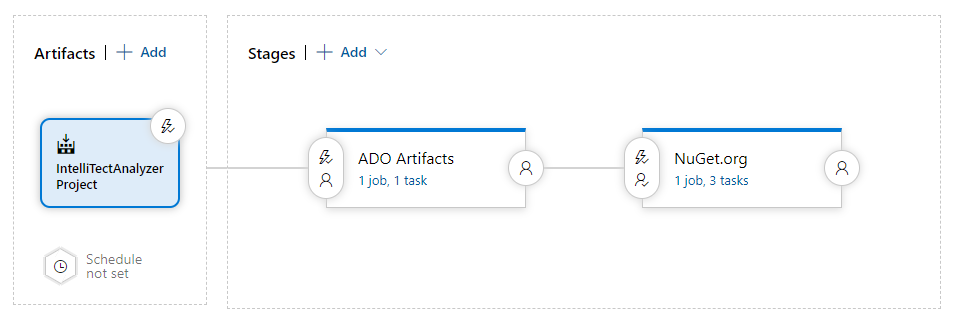 Artifacts | + Add
Stages | + Add
IntelliTectAnalyzer
Project
ADO Artifacts
1 job, 1 task
NuGet.org
1 job, 3 tasks
Schedule
not set